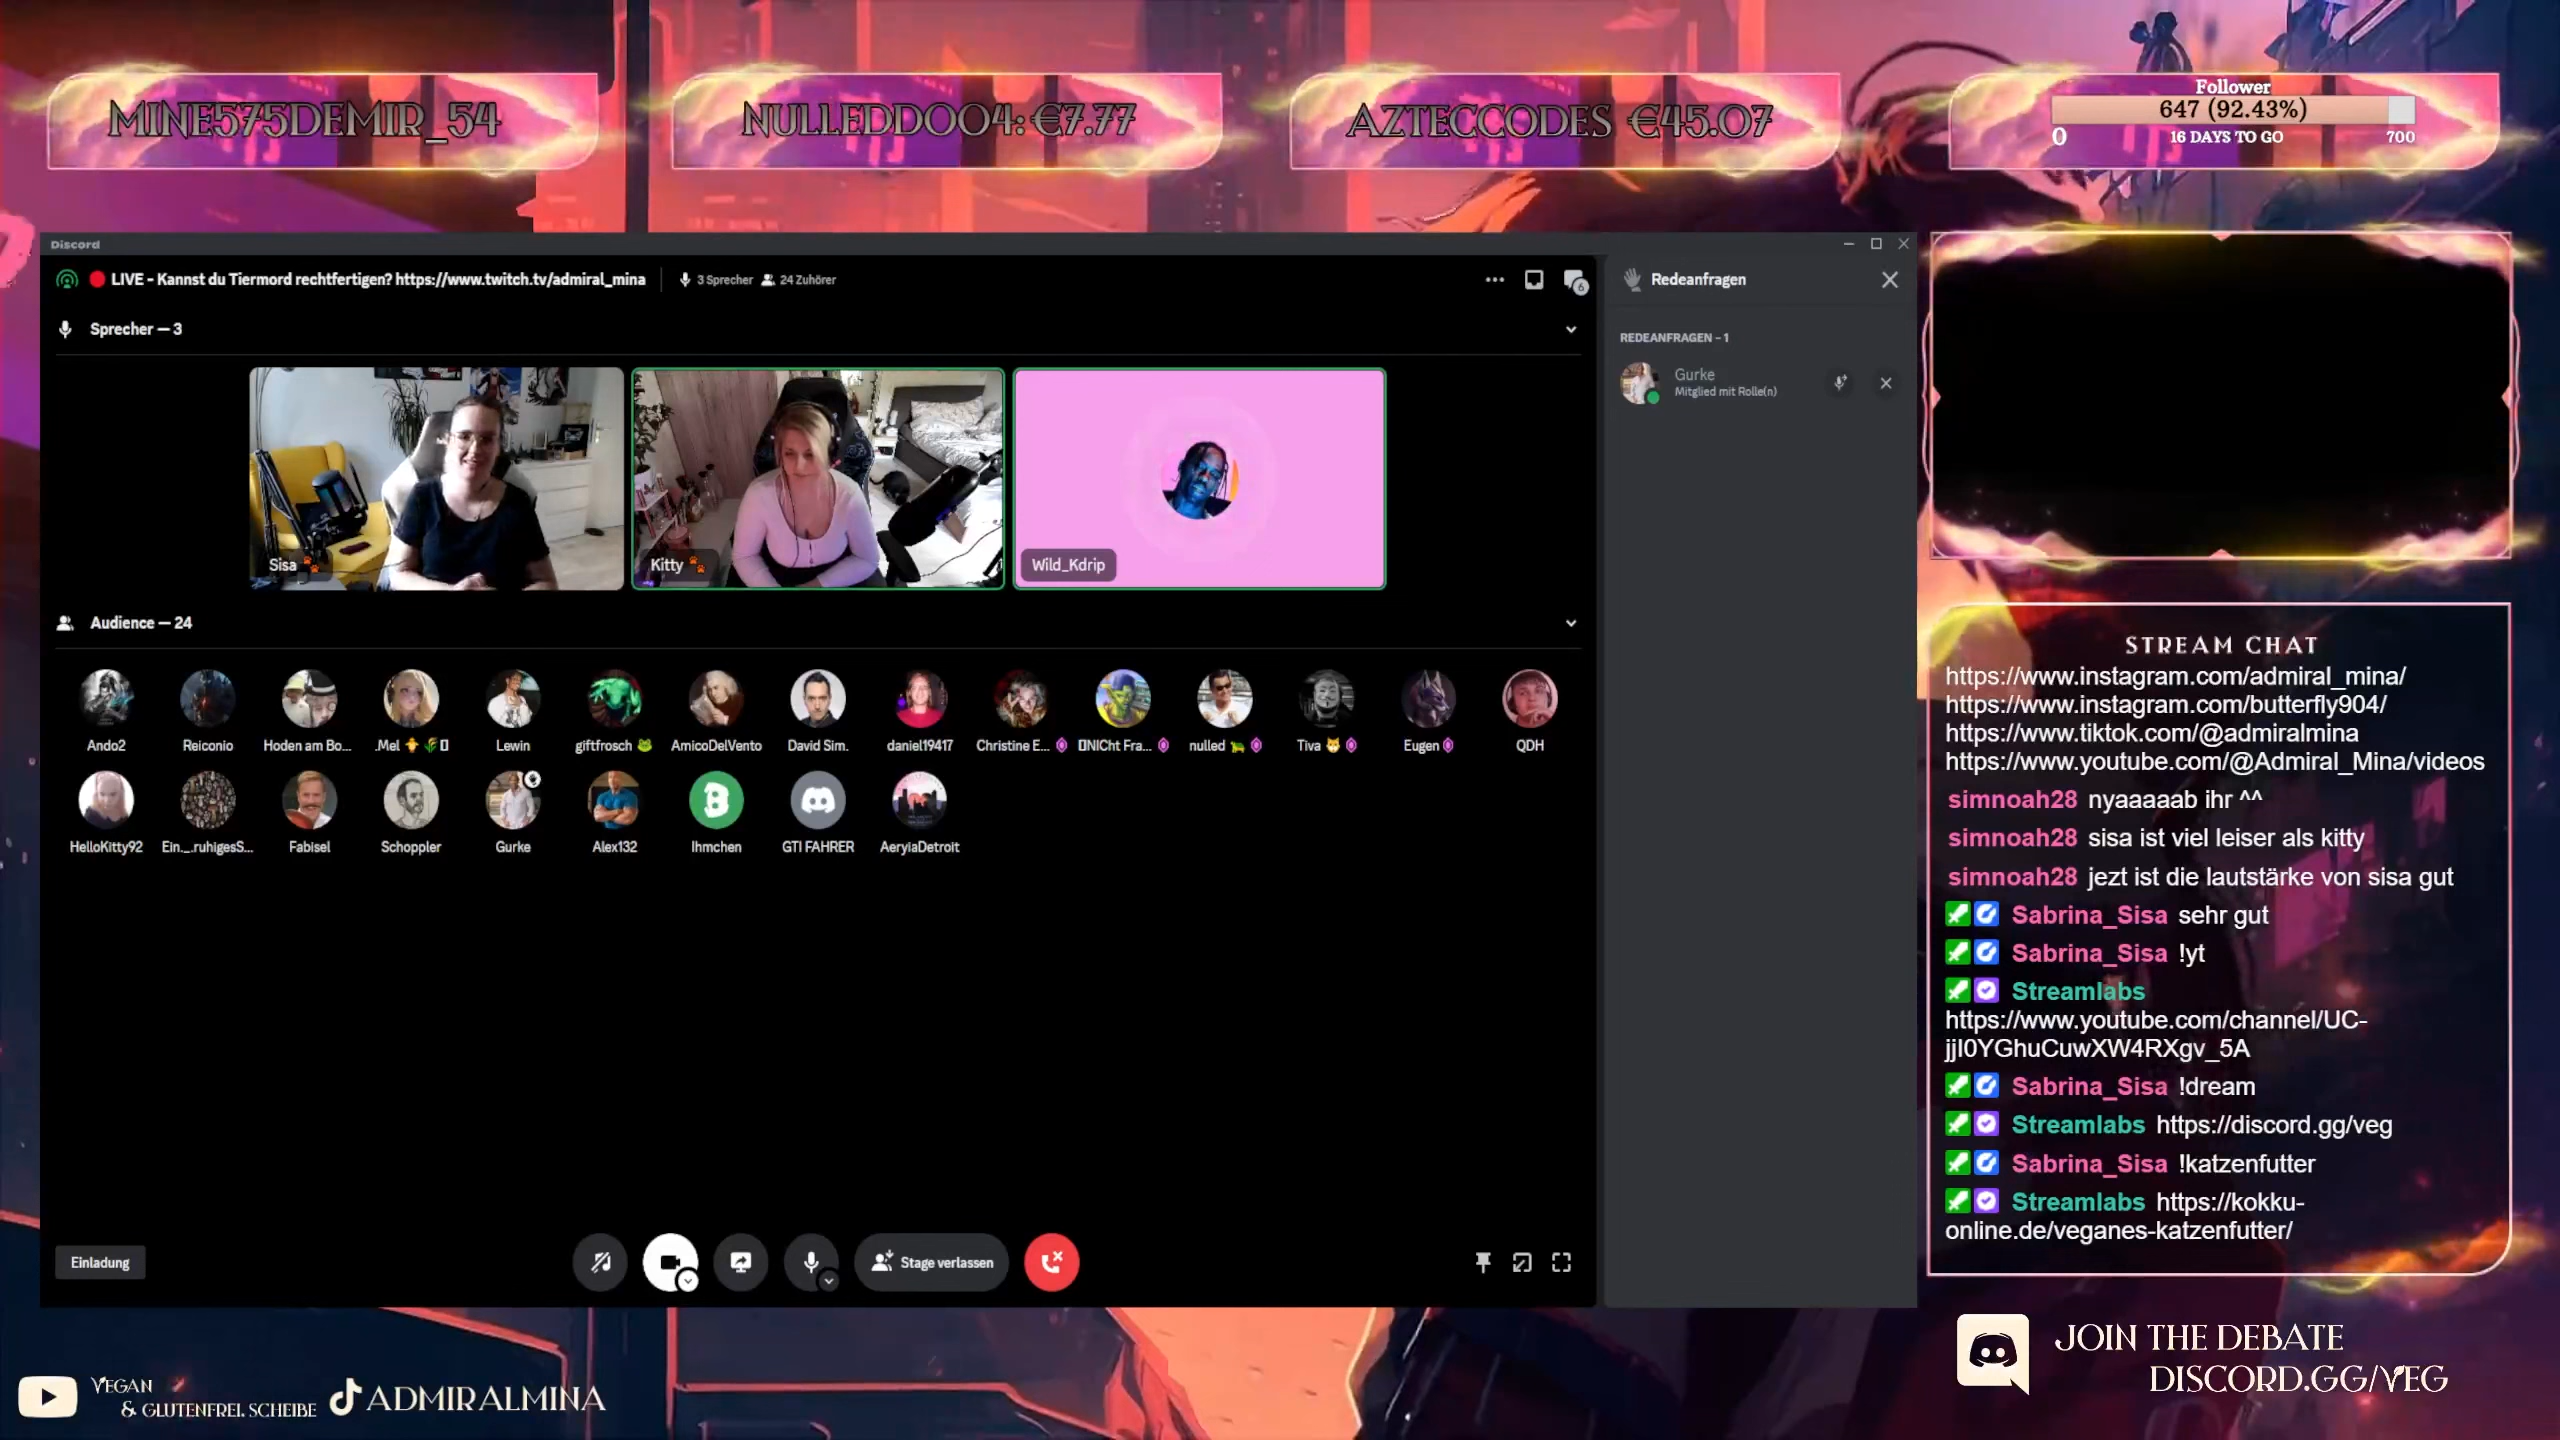 MINE575DEMIR_54
NULLEDD004: €7.77
AZTECCODES €45.07
Follower
647 (92.43%)
0 16 DAYS TO GO 700
Discord
LIVE - Kannst du Tiermord rechtfertigen? https://www.twitch.tv/admiral_mina 3 Sprecher 24 Zuhörer
6
Sprecher — 3
Sisa
Kitty
Wild_Kdrip
Audience — 24
Ando2 Reiconio Hoden am Bo... .Mel Lewin giftfrosch AmicoDelVento David Sim. daniel19417 Christine E... NICht Fra... nulled Tiva Eugen QDH
HelloKitty92 Ein._.ruhigesS... Fabisel Schoppler Gurke Alex132 Ihmchen GTI FAHRER AeryiaDetroit
Einladung
Stage verlassen
Redeanfragen
REDEANFRAGEN – 1
Gurke
Mitglied mit Rolle(n)
STREAM CHAT
https://www.instagram.com/admiral_mina/
https://www.instagram.com/butterfly904/
https://www.tiktok.com/@admiralmina
https://www.youtube.com/@Admiral_Mina/videos
simnoah28 nyaaaaab ihr ^^
simnoah28 sisa ist viel leiser als kitty
simnoah28 jezt ist die lautstärke von sisa gut
Sabrina_Sisa sehr gut
Sabrina_Sisa !yt
Streamlabs
https://www.youtube.com/channel/UC-
jjI0YGhuCuwXW4RXgv_5A
Sabrina_Sisa !dream
Streamlabs https://discord.gg/veg
Sabrina_Sisa !katzenfutter
Streamlabs https://kokku-
online.de/veganes-katzenfutter/
VEGAN
& GLUTENFREI. SCHEIBE
ADMIRALMINA
JOIN THE DEBATE
DISCORD.GG/VEG